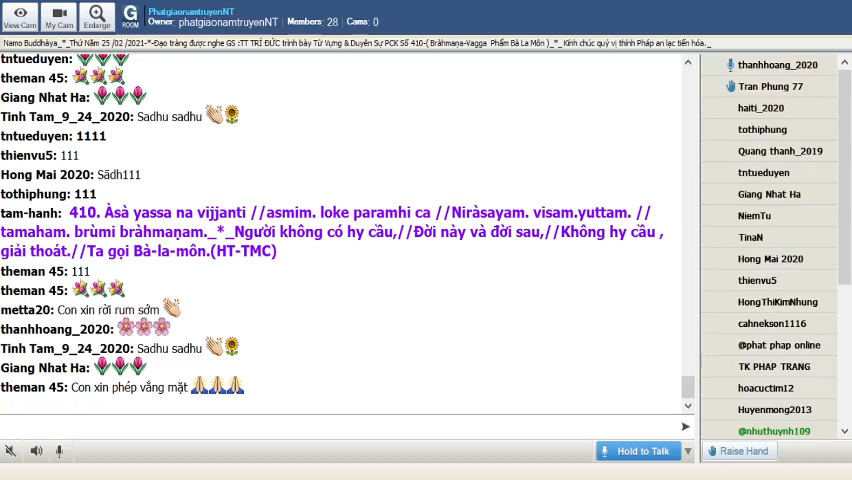 PhatgiaonamtruyenNT
Owner: phatgiaonamtruyenNT Members: 28 Cams: 0
View Cam
My Cam
Enlarge
G
ROOM
Namo Buddhàya_*_Thứ Năm 25 /02 /2021-*-Đạo tràng được nghe GS :TT TRÍ ĐỨC trình bày Từ Vựng & Duyên Sự PCK Số 410-( Bràhmaṇa-Vagga Phẩm Bà La Môn )_*_ Kính chúc quý vị thính Pháp an lạc tiến hóa._
tntueduyen:
theman 45:
Giang Nhat Ha:
Tinh Tam_9_24_2020: Sadhu sadhu
tntueduyen: 1111
thienvu5: 111
Hong Mai 2020: Sādh111
tothiphung: 111
tam-hanh: 410. Àsà yassa na vijjanti //asmim. loke paramhi ca //Niràsayam. visam.yuttam. //
tamaham. brùmi bràhmaṇam._*_Người không có hy cầu,//Đời này và đời sau,//Không hy cầu ,
giải thoát.//Ta gọi Bà-la-môn.(HT-TMC)
theman 45: 111
theman 45:
metta20: Con xin rời rum sớm
thanhhoang_2020:
Tinh Tam_9_24_2020: Sadhu sadhu
Giang Nhat Ha:
theman 45: Con xin phép vắng mặt
thanhhoang_2020
Tran Phung 77
haiti_2020
tothiphung
Quang thanh_2019
tntueduyen
Giang Nhat Ha
NiemTu
TinaN
Hong Mai 2020
thienvu5
HongThiKimNhung
cahnekson1116
@phat phap online
TK PHAP TRANG
hoacuctim12
Huyenmong2013
@nhuthuynh109
Hold to Talk
Raise Hand